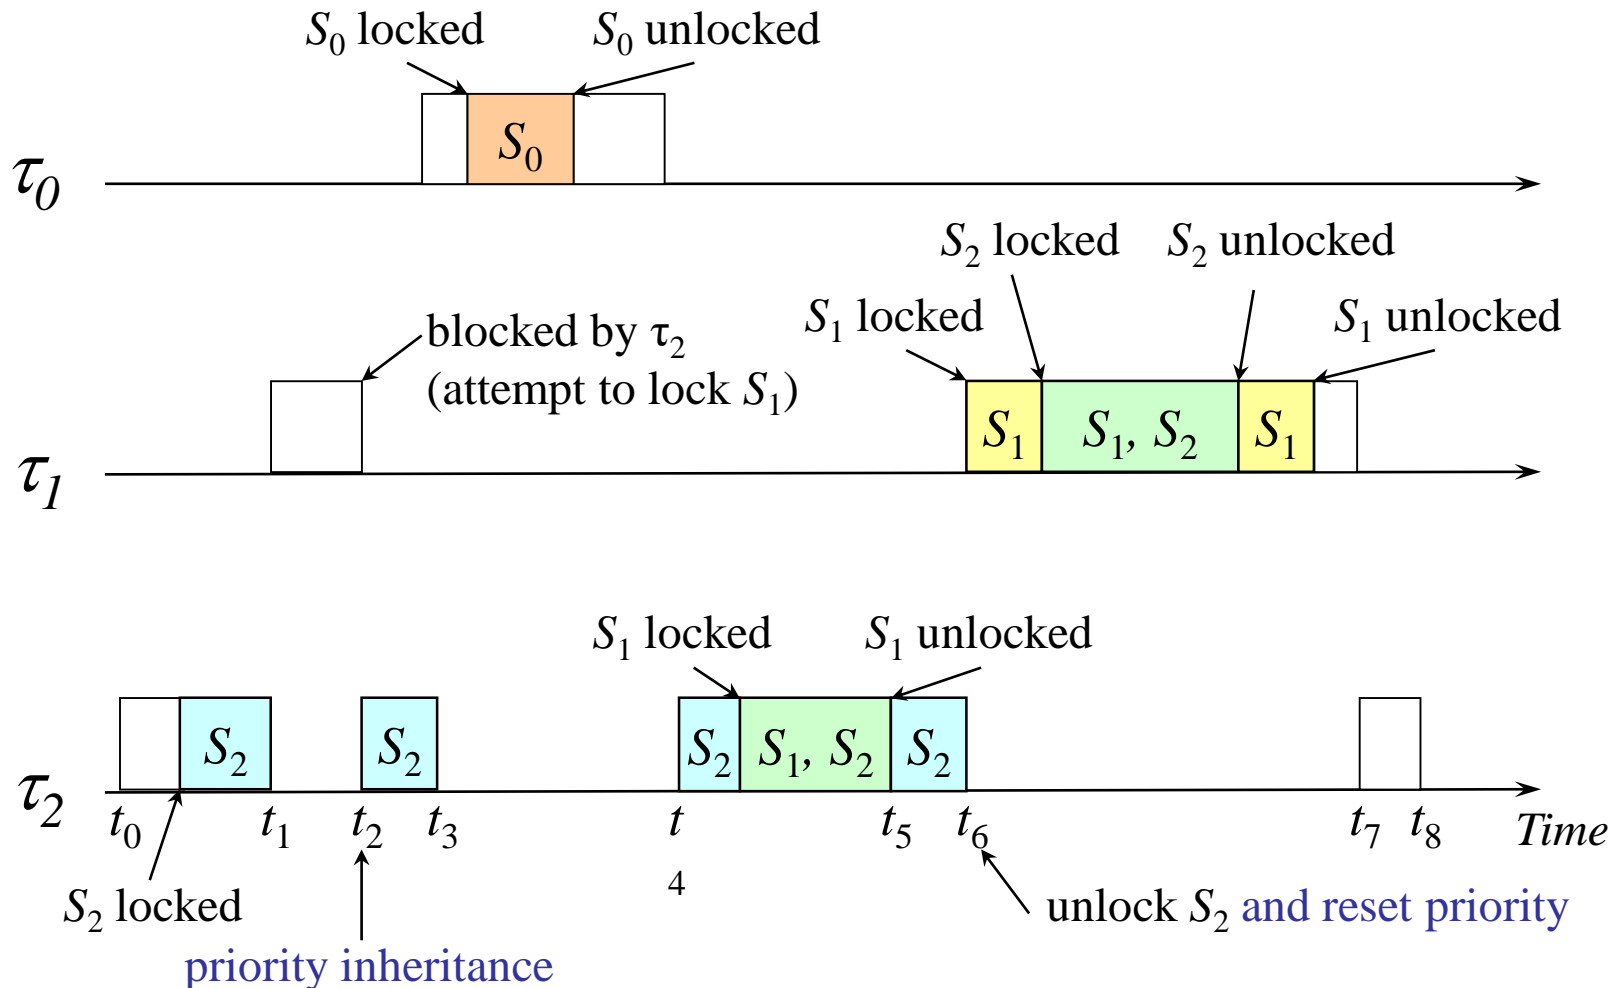 S₀ locked S₀ unlocked
S₀
τ₀
S₂ locked S₂ unlocked
S₁ locked S₁ unlocked
blocked by τ₂
(attempt to lock S₁)
S₁ S₁, S₂ S₁
τ₁
S₁ locked S₁ unlocked
S₂ S₂ S₂ S₁, S₂ S₂
τ₂
t₀ t₁ t₂ t₃ t t₅ t₆ t₇ t₈ Time
4
S₂ locked unlock S₂ and reset priority
priority inheritance